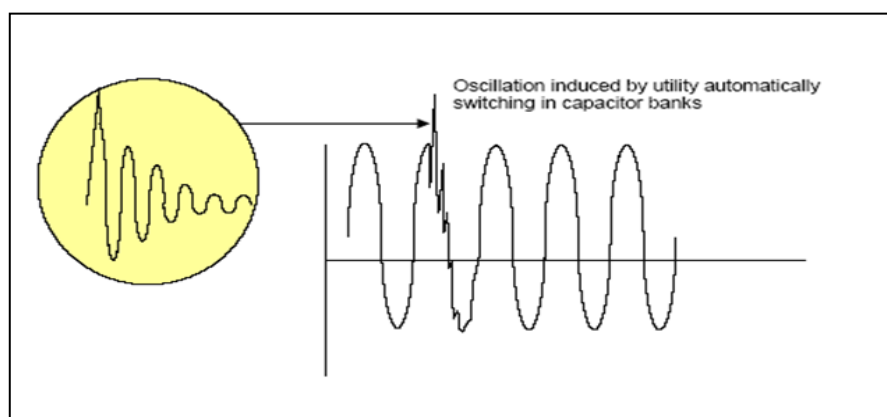 Oscillation induced by utility automatically
switching in capacitor banks